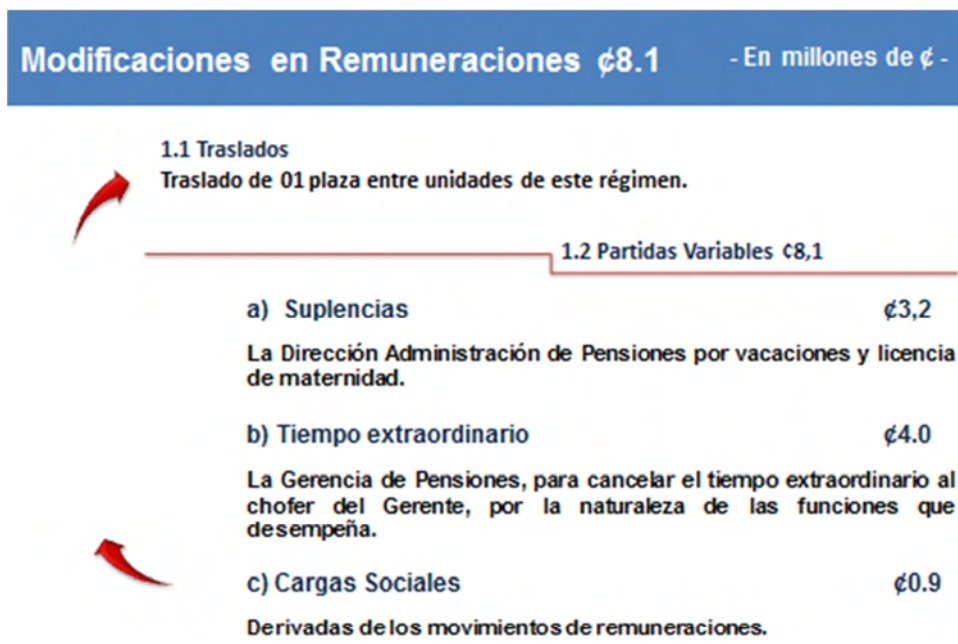 Modificaciones en Remuneraciones ¢8.1 - En millones de ¢ -
1.1 Traslados
Traslado de 01 plaza entre unidades de este régimen.
1.2 Partidas Variables ¢8,1
a) Suplencias ¢3,2
La Dirección Administración de Pensiones por vacaciones y licencia
de maternidad.
b) Tiempo extraordinario ¢4.0
La Gerencia de Pensiones, para cancelar el tiempo extraordinario al
chofer del Gerente, por la naturaleza de las funciones que
desempeña.
c) Cargas Sociales ¢0.9
Derivadas de los movimientos de remuneraciones.